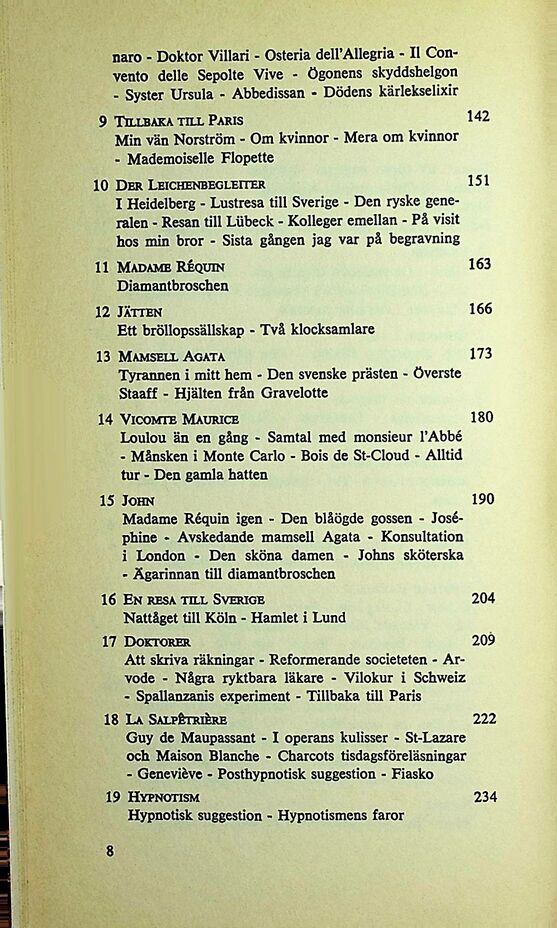 naro - Doktor Villari - Osteria dell'Allegria - Il Con-
vento delle Sepolte Vive - Ögonens skyddshelgon
- Syster Ursula - Abbedissan - Dödens kärlekselixir
9 TILLBAKA TILL PARIS 142
Min vän Norström - Om kvinnor - Mera om kvinnor
- Mademoiselle Flopette
10 DER LEICHENBEGLEITER 151
I Heidelberg - Lustresa till Sverige - Den ryske gene-
ralen - Resan till Lübeck - Kolleger emellan - På visit
hos min bror - Sista gången jag var på begravning
11 MADAME RÉQUIN 163
Diamantbroschen
12 JÄTTEN 166
Ett bröllopssällskap - Två klocksamlare
13 MAMSELL AGATA 173
Tyrannen i mitt hem - Den svenske prästen - Överste
Staaff - Hjälten från Gravelotte
14 VICOMTE MAURICE 180
Loulou än en gång - Samtal med monsieur l'Abbé
- Månsken i Monte Carlo - Bois de St-Cloud - Alltid
tur - Den gamla hatten
15 JOHN 190
Madame Réquin igen - Den blåögde gossen - José-
phine - Avskedande mamsell Agata - Konsultation
i London - Den sköna damen - Johns sköterska
- Ägarinnan till diamantbroschen
16 EN RESA TILL SVERIGE 204
Nattåget till Köln - Hamlet i Lund
17 DOKTORER 209
Att skriva räkningar - Reformerande societeten - Ar-
vode - Några ryktbara läkare - Vilokur i Schweiz
- Spallanzanis experiment - Tillbaka till Paris
18 LA SALPÊTRIÈRE 222
Guy de Maupassant - I operans kulisser - St-Lazare
och Maison Blanche - Charcots tisdagsföreläsningar
- Geneviève - Posthypnotisk suggestion - Fiasko
19 HYPNOTISM 234
Hypnotisk suggestion - Hypnotismens faror
8